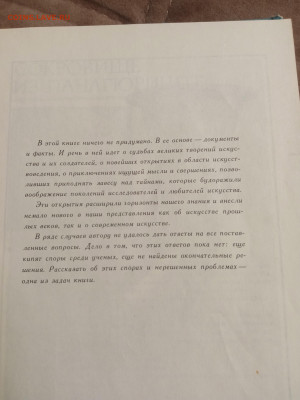 В этой книге ничего не придумано. В ее основе — документы
и факты. И речь в ней идет о судьбах великих творений искус-
ства и их создателей, о новейших открытиях в области искусст-
воведения, о приключениях ищущей мысли и свершениях, позво-
ливших приподнять завесу над тайнами, которые будоражили
воображение поколений исследователей и любителей искусства.
Эти открытия расширили горизонты нашего знания и внесли
немало нового в наши представления как об искусстве прош-
лых веков, так и о современном искусстве.
В ряде случаев автору не удалось дать ответы на все постав-
ленные вопросы. Дело в том, что этих ответов пока нет: еще
кипят споры среди ученых, еще не найдены окончательные ре-
шения. Рассказать об этих спорах и нерешенных проблемах —
одна из задач книги.